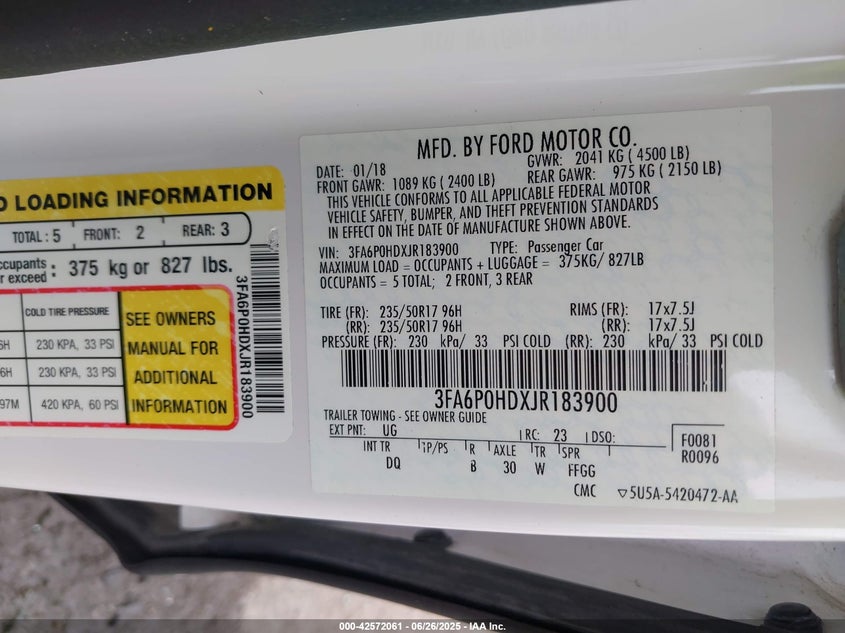 D LOADING INFORMATION
TOTAL: 5 FRONT: 2 REAR: 3
ccupants
r exceed : 375 kg or 827 lbs.
COLD TIRE PRESSURE
6H 230 KPA, 33 PSI
6H 230 KPA, 33 PSI
97M 420 KPA, 60 PSI
SEE OWNERS
MANUAL FOR
ADDITIONAL
INFORMATION
3FA6P0HDXJR183900
MFD. BY FORD MOTOR CO.
DATE: 01/18 GVWR: 2041 KG ( 4500 LB)
FRONT GAWR: 1089 KG ( 2400 LB) REAR GAWR: 975 KG ( 2150 LB)
THIS VEHICLE CONFORMS TO ALL APPLICABLE FEDERAL MOTOR
VEHICLE SAFETY, BUMPER, AND THEFT PREVENTION STANDARDS
IN EFFECT ON THE DATE OF MANUFACTURE SHOWN ABOVE.
VIN: 3FA6P0HDXJR183900 TYPE: Passenger Car
MAXIMUM LOAD = OCCUPANTS + LUGGAGE = 375KG/ 827LB
OCCUPANTS = 5 TOTAL; 2 FRONT, 3 REAR
TIRE (FR): 235/50R17 96H RIMS (FR): 17x7.5J
(RR): 235/50R17 96H (RR): 17x7.5J
PRESSURE (FR): 230 kPa/ 33 PSI COLD (RR): 230 kPa/ 33 PSI COLD
3FA6P0HDXJR183900
TRAILER TOWING - SEE OWNER GUIDE
EXT PNT: UG RC: 23 DSO: F0081
R0096
INT TR TP/PS R AXLE TR SPR
DQ B 30 W FFGG
CMC ▽5U5A-5420472-AA
000-42572061 - 06/26/2025 - IAA Inc.